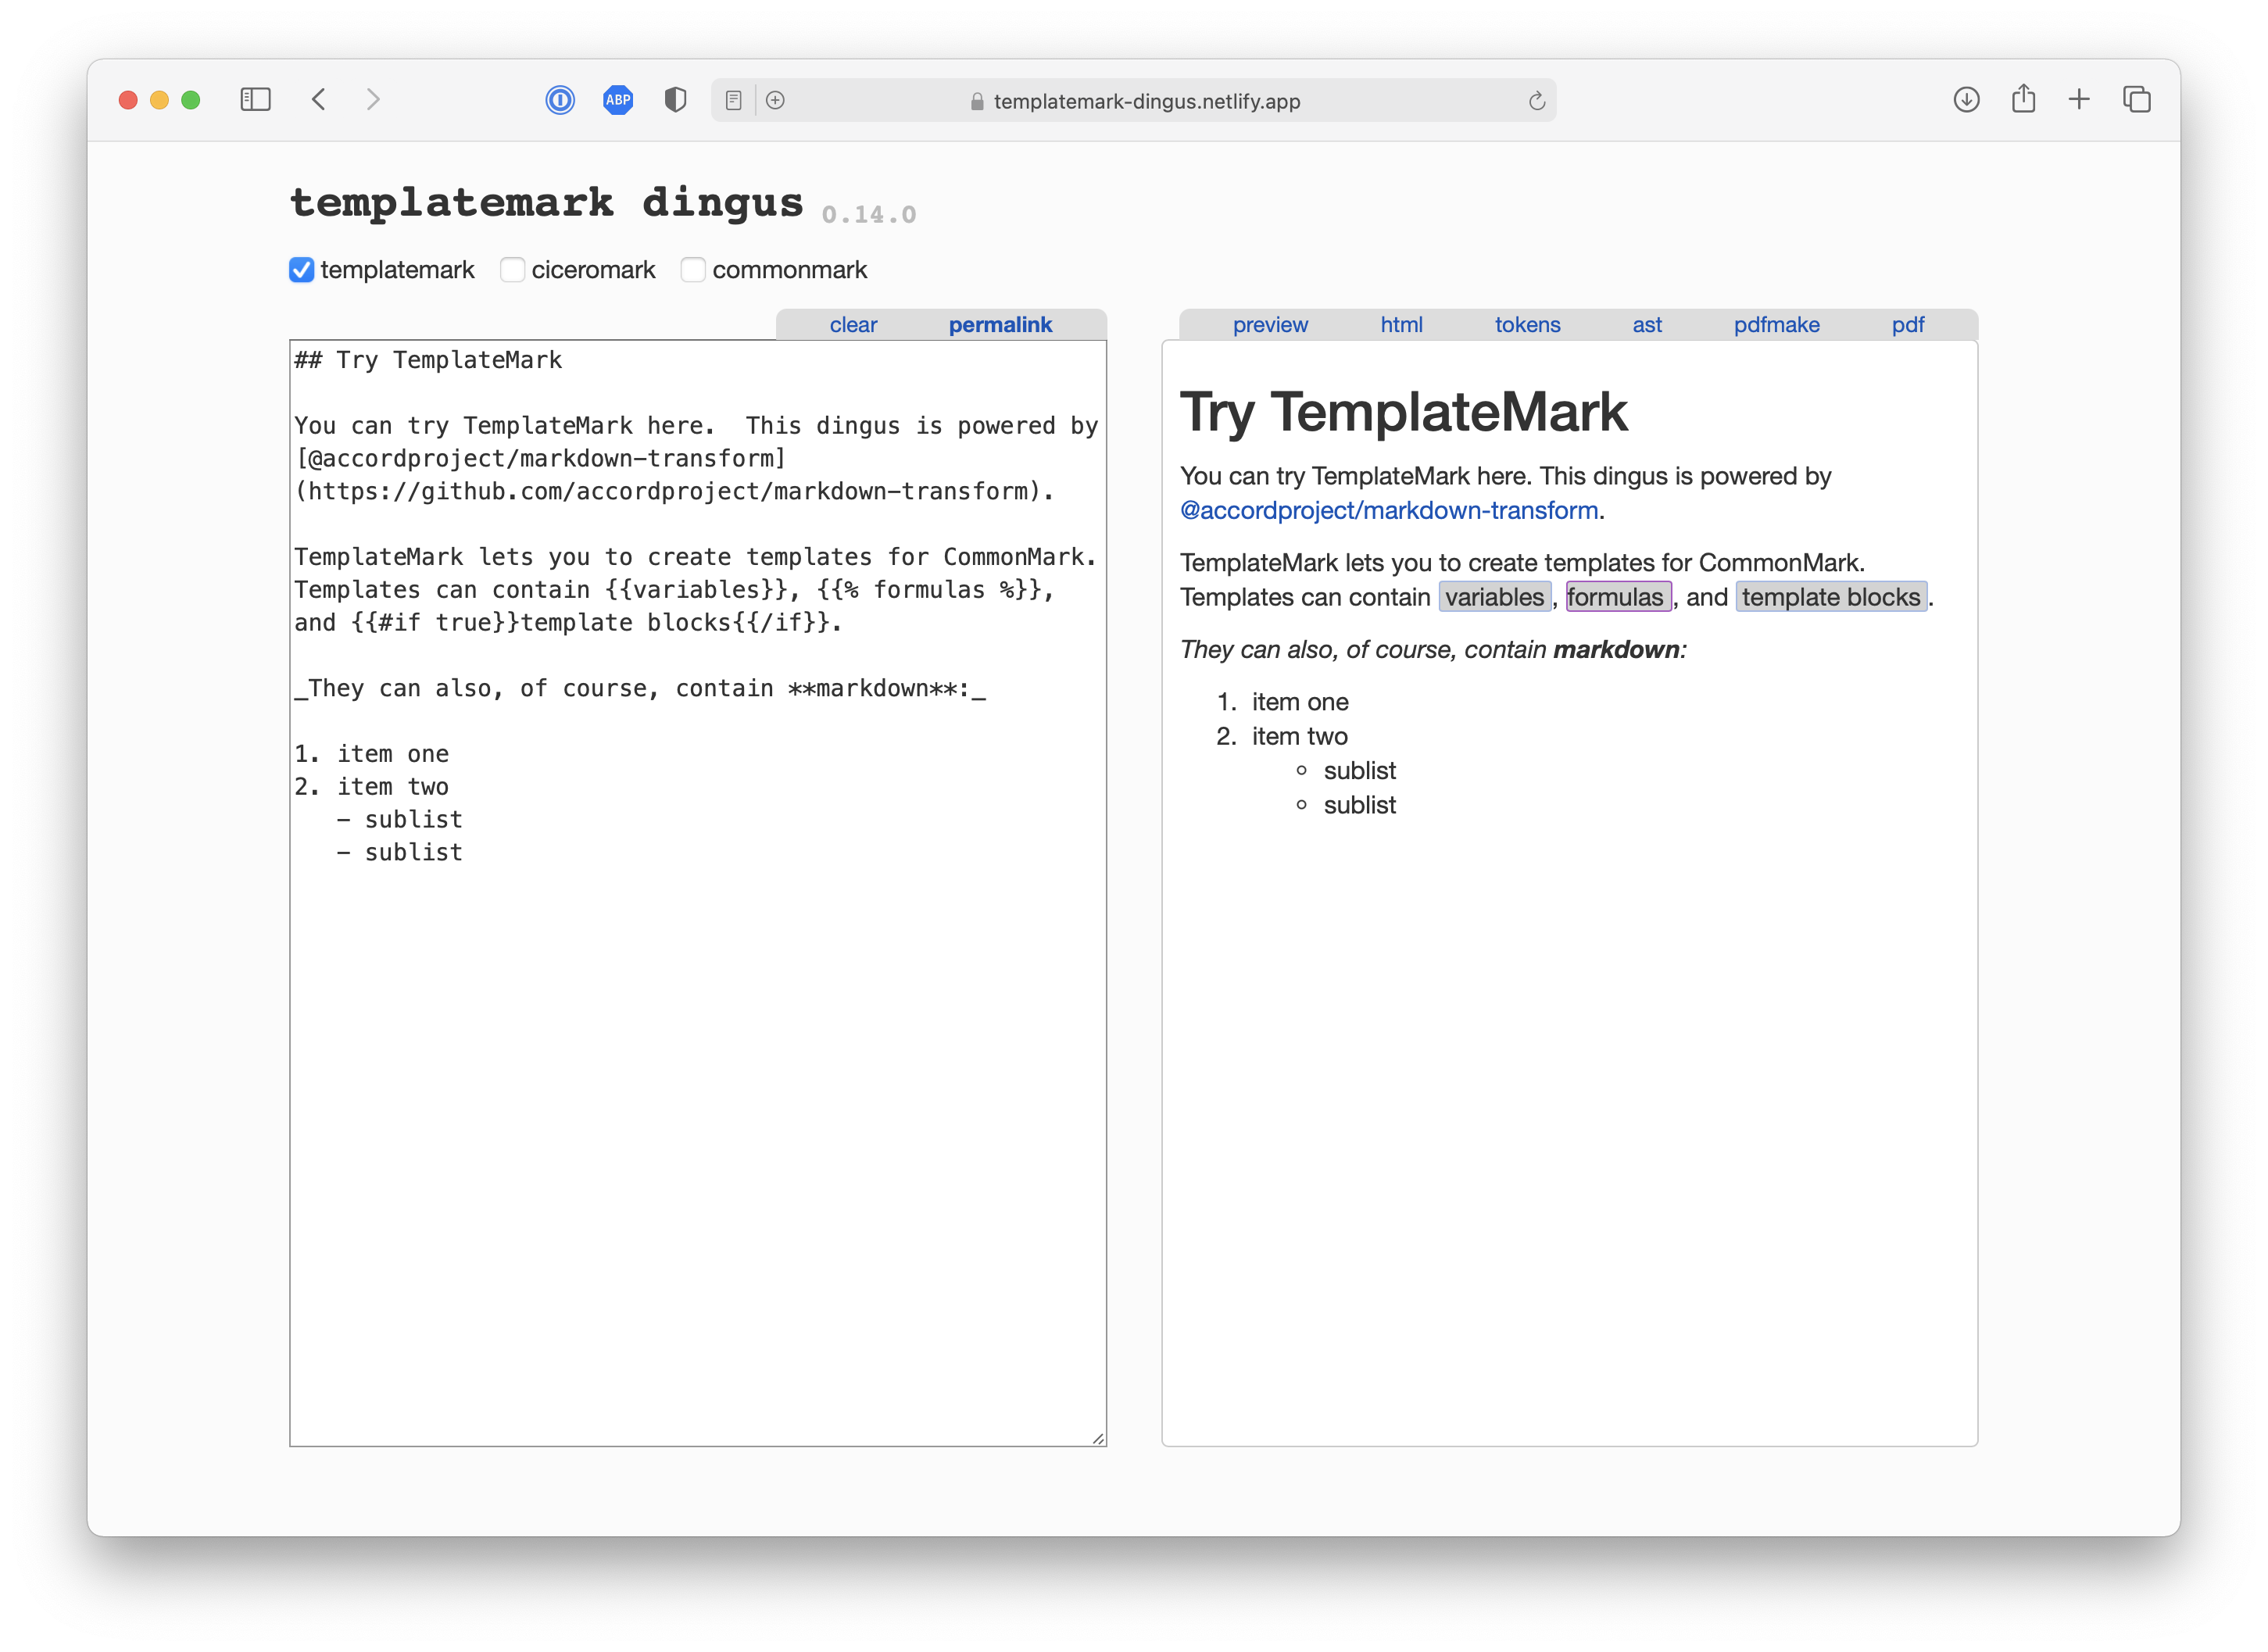 ABP
templatemark-dingus.netlify.app
templatemark dingus 0.14.0
templatemark ciceromark commonmark
clear permalink
## Try TemplateMark
You can try TemplateMark here.  This dingus is powered by
[@accordproject/markdown-transform]
(https://github.com/accordproject/markdown-transform).
TemplateMark lets you to create templates for CommonMark.
Templates can contain {{variables}}, {{% formulas %}},
and {{#if true}}template blocks{{/if}}.
_They can also, of course, contain **markdown**:_
1. item one
2. item two
   - sublist
   - sublist
preview html tokens ast pdfmake pdf
Try TemplateMark
You can try TemplateMark here. This dingus is powered by
@accordproject/markdown-transform.
TemplateMark lets you to create templates for CommonMark.
Templates can contain variables, formulas, and template blocks.
They can also, of course, contain markdown:
1. item one
2. item two
sublist
sublist